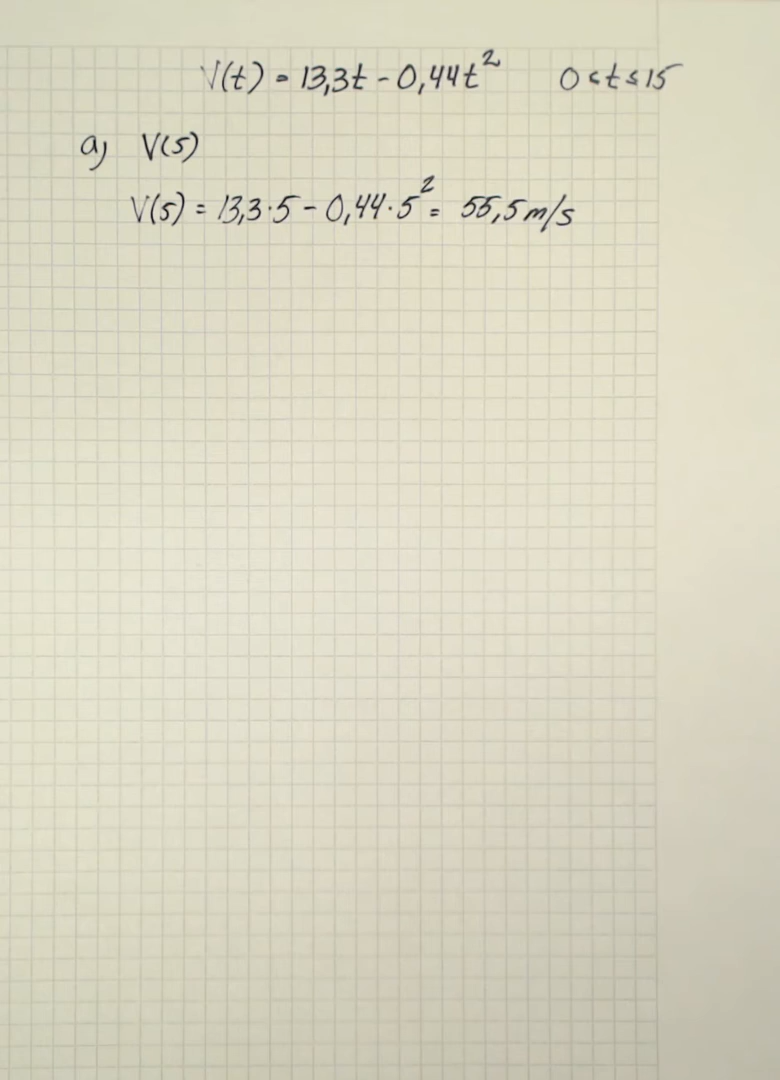 V(t) = 13,3t - 0,44t² 0 < t ≤ 15
a) V(5)
V(5) = 13,3·5 - 0,44·5² = 55,5 m/s